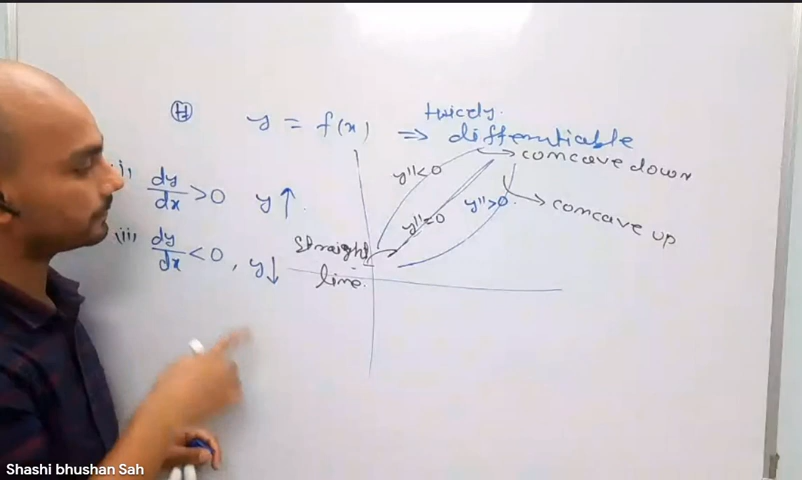 (H) y = f(x) ⇒ twicely.
differentiable
(i) dy/dx > 0 y↑.
(ii) dy/dx < 0, y↓
y''<0 concave down
y''=0 straight line.
y''>0. concave up
Shashi bhushan Sah